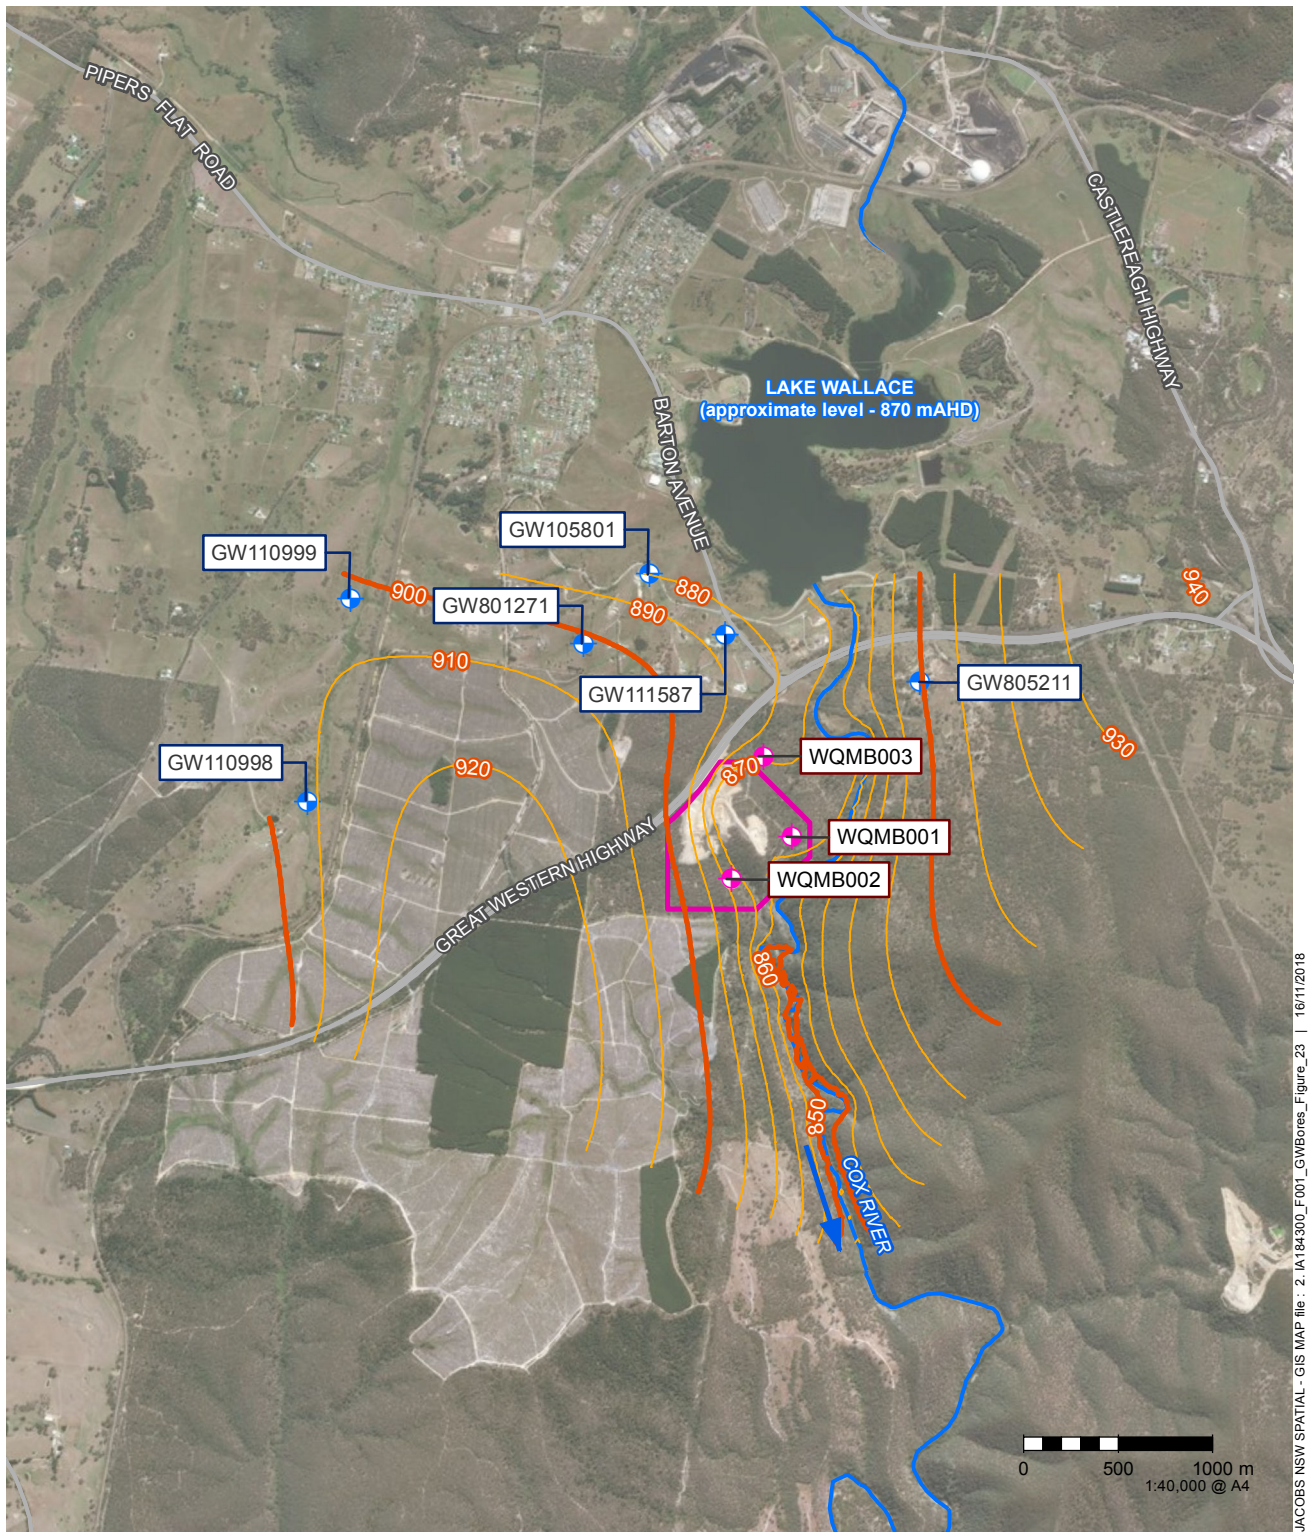 PIPERS FLAT ROAD
CASTLEREAGH HIGHWAY
LAKE WALLACE
(approximate level - 870 mAHD)
BARTON AVENUE
GW105801
GW110999
900
GW801271
890
880
940
910
GW111587
GW805211
930
GW110998
920
870
WQMB003
GREAT WESTERN HIGHWAY
WQMB001
WQMB002
860
850
COX RIVER
0 500 1000 m
1:40,000 @ A4
JACOBS NSW SPATIAL - GIS MAP file : 2. IA184300_F001_GWBores_Figure_23 | 16/11/2018